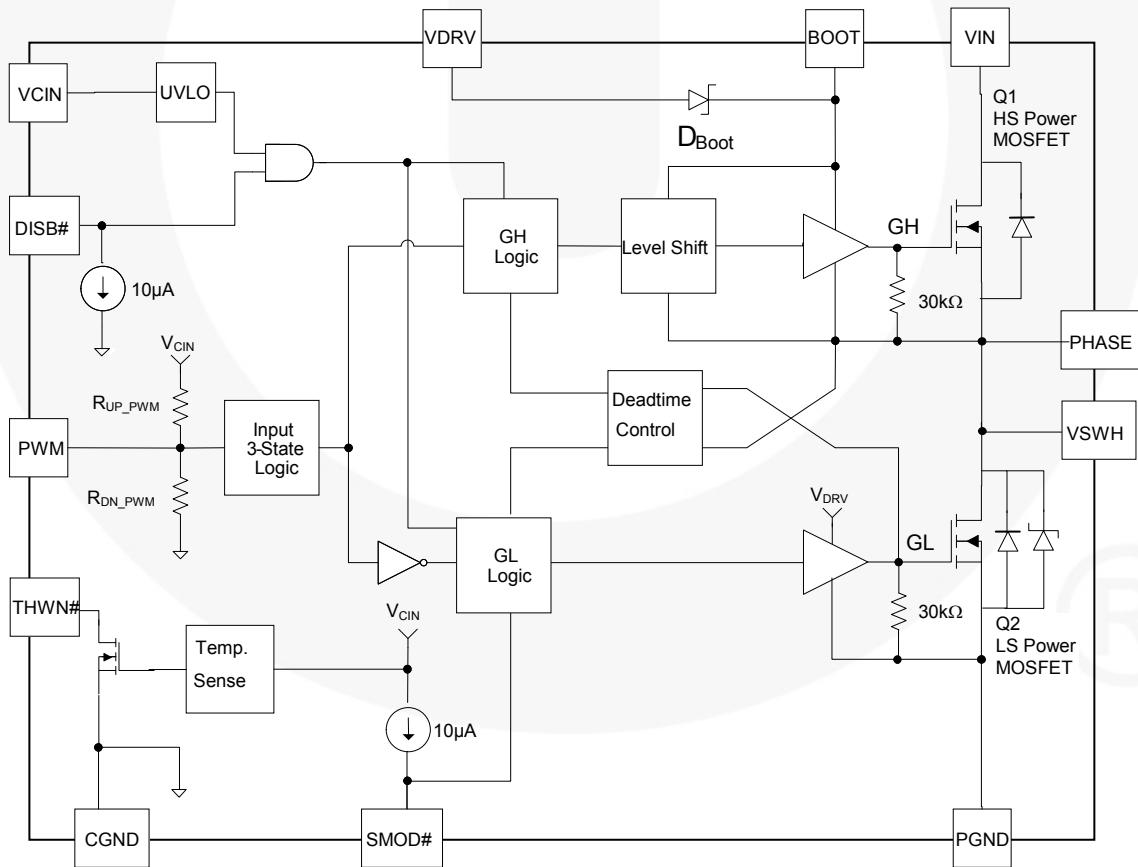 VDRV
BOOT
VIN
VCIN
UVLO
Q1
HS Power
MOSFET
DBoot
DISB#
GH
Logic
Level Shift
GH
10µA
30kΩ
VCIN
PHASE
RUP_PWM
Deadtime
Control
PWM
Input
3-State
Logic
VSWH
RDN_PWM
VDRV
GL
Logic
GL
THWN#
VCIN
30kΩ
Q2
LS Power
MOSFET
Temp.
Sense
10µA
CGND
SMOD#
PGND
®